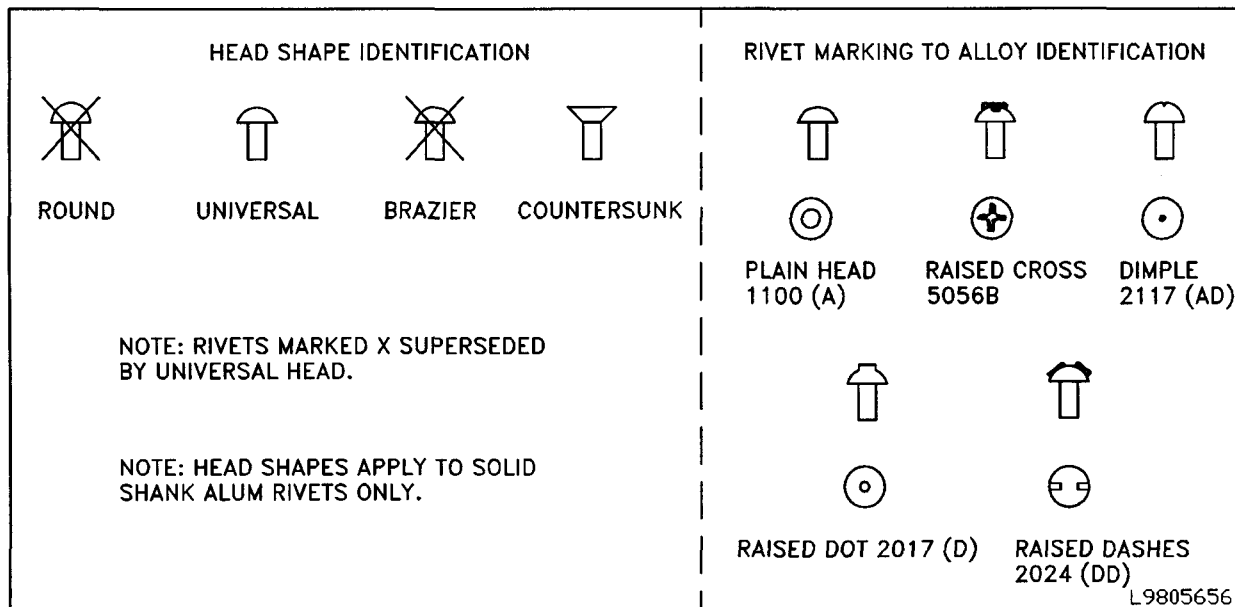 HEAD SHAPE IDENTIFICATION
ROUND
UNIVERSAL
BRAZIER
COUNTERSUNK
NOTE: RIVETS MARKED X SUPERSEDED
BY UNIVERSAL HEAD.
NOTE: HEAD SHAPES APPLY TO SOLID
SHANK ALUM RIVETS ONLY.
RIVET MARKING TO ALLOY IDENTIFICATION
PLAIN HEAD
1100 (A)
RAISED CROSS
5056B
DIMPLE
2117 (AD)
RAISED DOT 2017 (D)
RAISED DASHES
2024 (DD)
L9805656